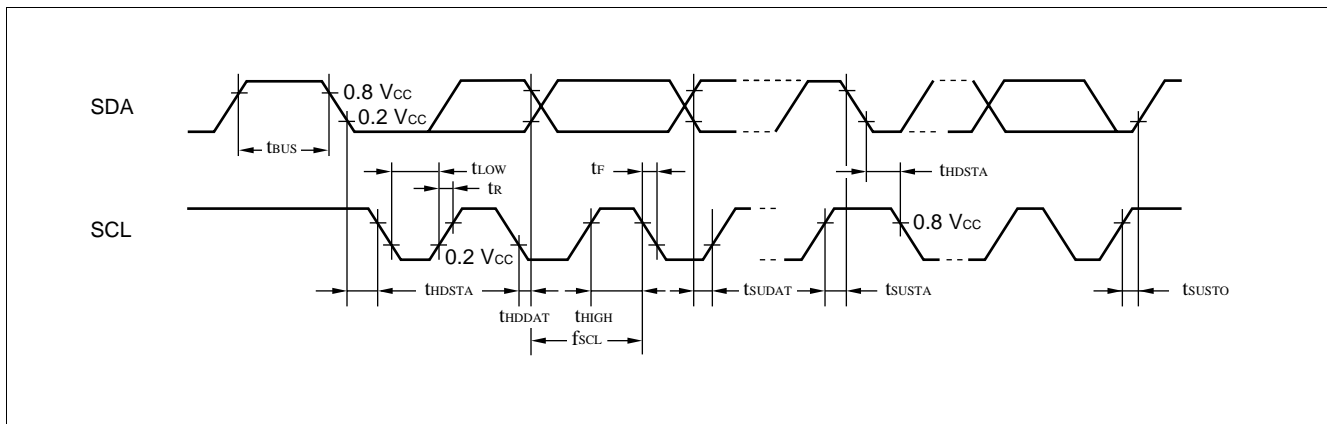 SDA
0.8 VCC
0.2 VCC
tBUS
tLOW
tR
tF
tHDSTA
SCL
0.2 VCC
0.8 VCC
tHDSTA
tHDDAT
tHIGH
fSCL
tSUDAT
tSUSTA
tSUSTO